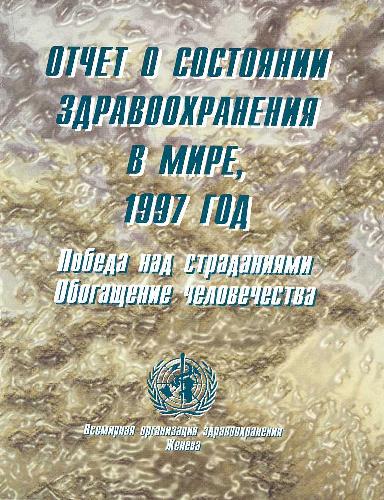 ОТЧЕТ О СОСТОЯНИИ
ЗДРАВООХРАНЕНИЯ
В МИРЕ,
1997 ГОД
Победа над страданиями
Обогащение человечества
Всемирная организация здравоохранения
Женева